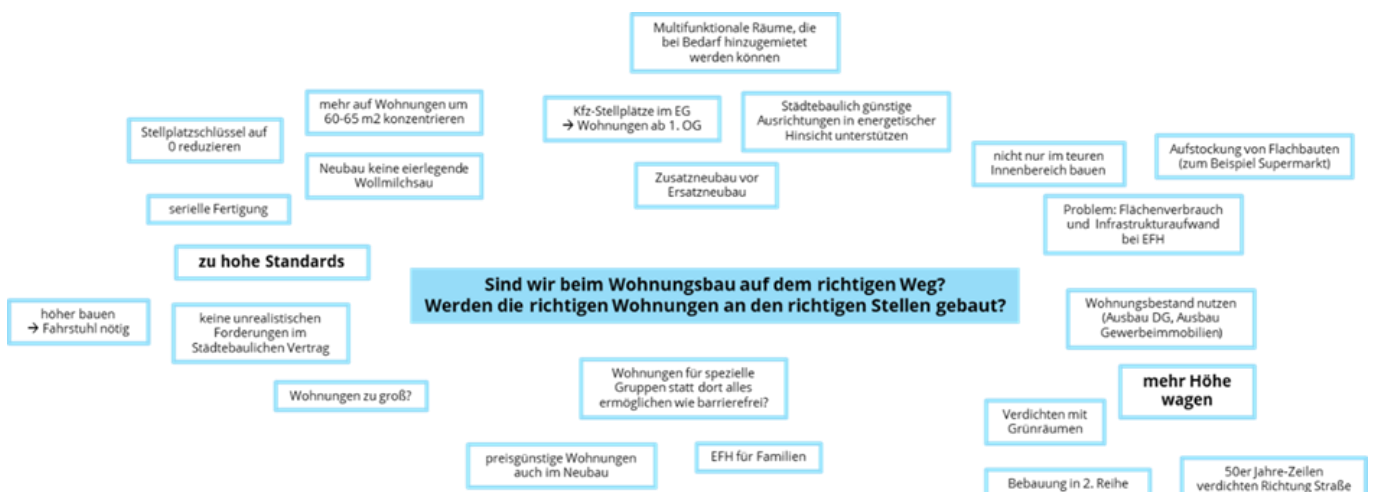 Multifunktionale Räume, die
bei Bedarf hinzugemietet
werden können
mehr auf Wohnungen um
60-65 m2 konzentrieren
Kfz-Stellplätze im EG
→ Wohnungen ab 1. OG
Städtebaulich günstige
Ausrichtungen in energetischer
Hinsicht unterstützen
Stellplatzschlüssel auf
0 reduzieren
Aufstockung von Flachbauten
(zum Beispiel Supermarkt)
nicht nur im teuren
Innenbereich bauen
Neubau keine eierlegende
Wollmilchsau
Zusatzneubau vor
Ersatzneubau
serielle Fertigung
Problem: Flächenverbrauch
und Infrastrukturaufwand
bei EFH
zu hohe Standards
Sind wir beim Wohnungsbau auf dem richtigen Weg?
Werden die richtigen Wohnungen an den richtigen Stellen gebaut?
höher bauen
→ Fahrstuhl nötig
keine unrealistischen
Forderungen im
Städtebaulichen Vertrag
Wohnungsbestand nutzen
(Ausbau DG, Ausbau
Gewerbeimmobilien)
Wohnungen zu groß?
Wohnungen für spezielle
Gruppen statt dort alles
ermöglichen wie barrierefrei?
mehr Höhe
wagen
Verdichten mit
Grünräumen
preisgünstige Wohnungen
auch im Neubau
EFH für Familien
Bebauung in 2. Reihe
50er Jahre-Zeilen
verdichten Richtung Straße